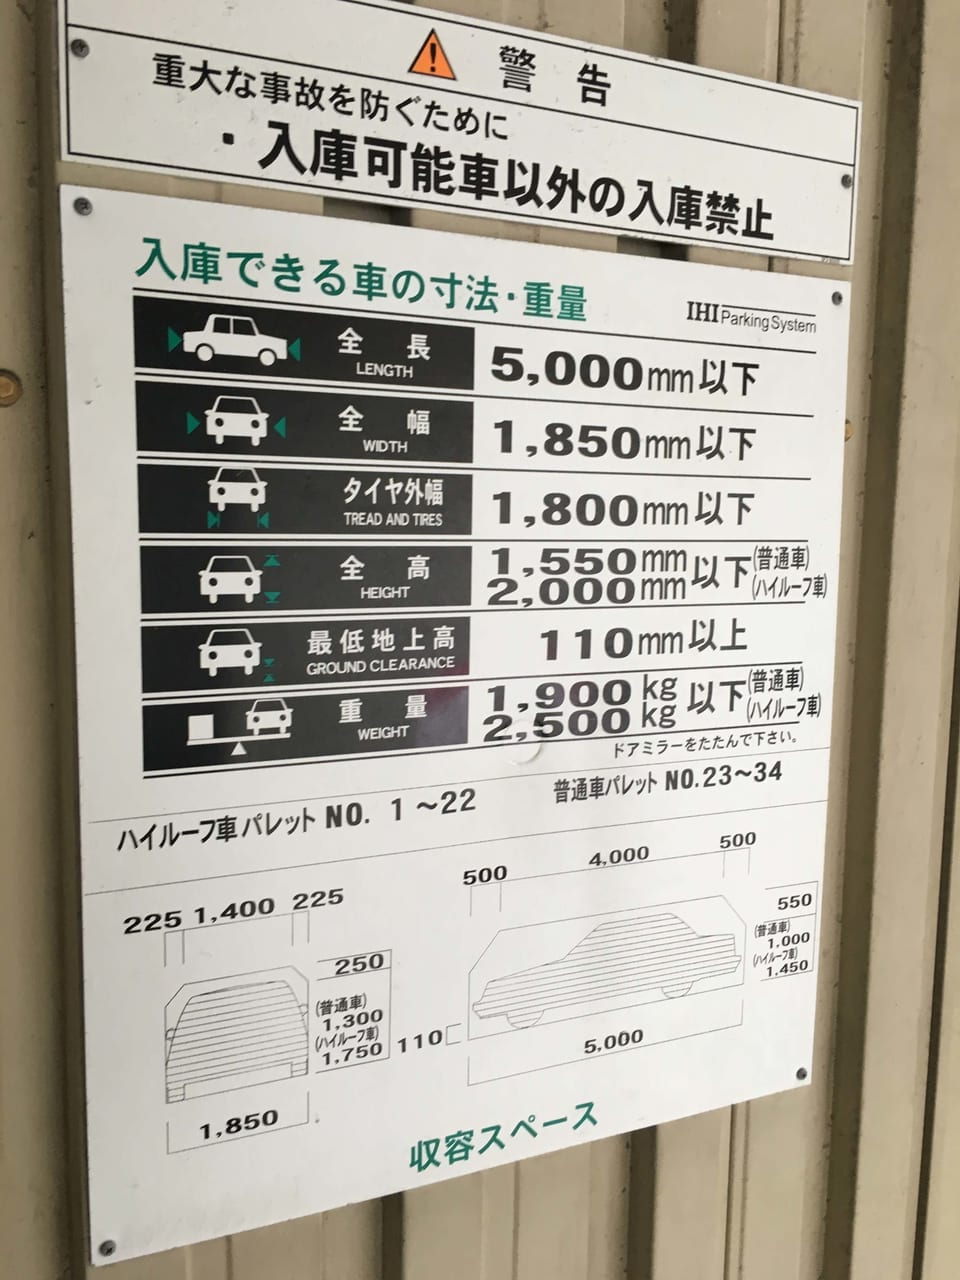 警告
重大な事故を防ぐために
・入庫可能車以外の入庫禁止
入庫できる車の寸法・重量
IHI Parking System
全長 LENGTH 5,000mm以下
全幅 WIDTH 1,850mm以下
タイヤ外幅 TREAD AND TIRES 1,800mm以下
全高 HEIGHT 1,550mm 2,000mm 以下 (普通車) (ハイルーフ車)
最低地上高 GROUND CLEARANCE 110mm以上
重量 WEIGHT 1,900kg 2,500kg 以下 (普通車) (ハイルーフ車)
ドアミラーをたたんで下さい。
ハイルーフ車パレット NO. 1〜22
普通車パレット NO.23〜34
225 1,400 225
250
(普通車)
1,300
(ハイルーフ車)
1,750
1,850
500 4,000 500
550
(普通車)
1,000
(ハイルーフ車)
1,450
110
5,000
収容スペース